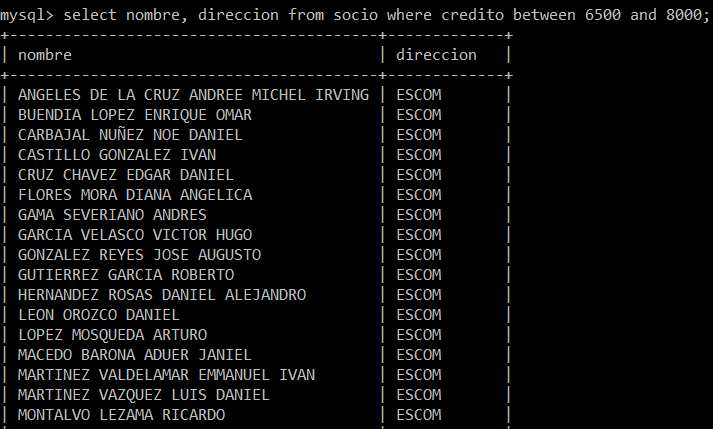 mysql> select nombre, direccion from socio where credito between 6500 and 8000;
+----------------------------------------+-------------+
| nombre | direccion |
+----------------------------------------+-------------+
| ANGELES DE LA CRUZ ANDREE MICHEL IRVING | ESCOM |
| BUENDIA LOPEZ ENRIQUE OMAR | ESCOM |
| CARBAJAL NUÑEZ NOE DANIEL | ESCOM |
| CASTILLO GONZALEZ IVAN | ESCOM |
| CRUZ CHAVEZ EDGAR DANIEL | ESCOM |
| FLORES MORA DIANA ANGELICA | ESCOM |
| GAMA SEVERIANO ANDRES | ESCOM |
| GARCIA VELASCO VICTOR HUGO | ESCOM |
| GONZALEZ REYES JOSE AUGUSTO | ESCOM |
| GUTIERREZ GARCIA ROBERTO | ESCOM |
| HERNANDEZ ROSAS DANIEL ALEJANDRO | ESCOM |
| LEON OROZCO DANIEL | ESCOM |
| LOPEZ MOSQUEDA ARTURO | ESCOM |
| MACEDO BARONA ADUER JANIEL | ESCOM |
| MARTINEZ VALDELAMAR EMMANUEL IVAN | ESCOM |
| MARTINEZ VAZQUEZ LUIS DANIEL | ESCOM |
| MONTALVO LEZAMA RICARDO | ESCOM |